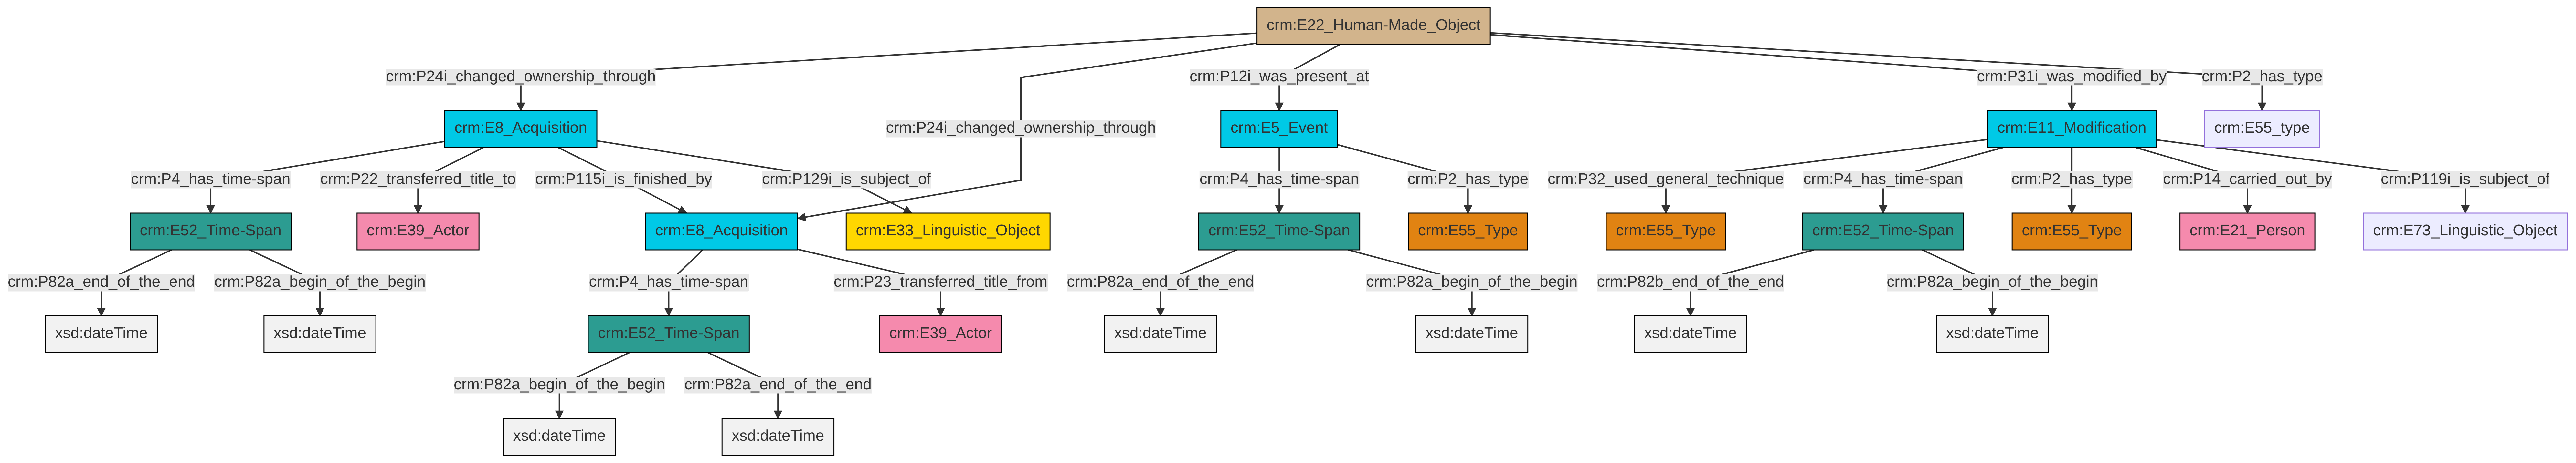 crm:E22_Human-Made_Object
crm:P24i_changed_ownership_through
crm:P12i_was_present_at
crm:P31i_was_modified_by
crm:P2_has_type
crm:E8_Acquisition
crm:P24i_changed_ownership_through
crm:E5_Event
crm:E11_Modification
crm:E55_type
crm:P4_has_time-span
crm:P22_transferred_title_to
crm:P115i_is_finished_by
crm:P129i_is_subject_of
crm:P4_has_time-span
crm:P2_has_type
crm:P32_used_general_technique
crm:P4_has_time-span
crm:P2_has_type
crm:P14_carried_out_by
crm:P119i_is_subject_of
crm:E52_Time-Span
crm:E39_Actor
crm:E8_Acquisition
crm:E33_Linguistic_Object
crm:E52_Time-Span
crm:E55_Type
crm:E55_Type
crm:E52_Time-Span
crm:E55_Type
crm:E21_Person
crm:E73_Linguistic_Object
crm:P82a_end_of_the_end
crm:P82a_begin_of_the_begin
crm:P4_has_time-span
crm:P23_transferred_title_from
crm:P82a_end_of_the_end
crm:P82a_begin_of_the_begin
crm:P82b_end_of_the_end
crm:P82a_begin_of_the_begin
xsd:dateTime
xsd:dateTime
crm:E52_Time-Span
crm:E39_Actor
xsd:dateTime
xsd:dateTime
xsd:dateTime
xsd:dateTime
crm:P82a_begin_of_the_begin
crm:P82a_end_of_the_end
xsd:dateTime
xsd:dateTime